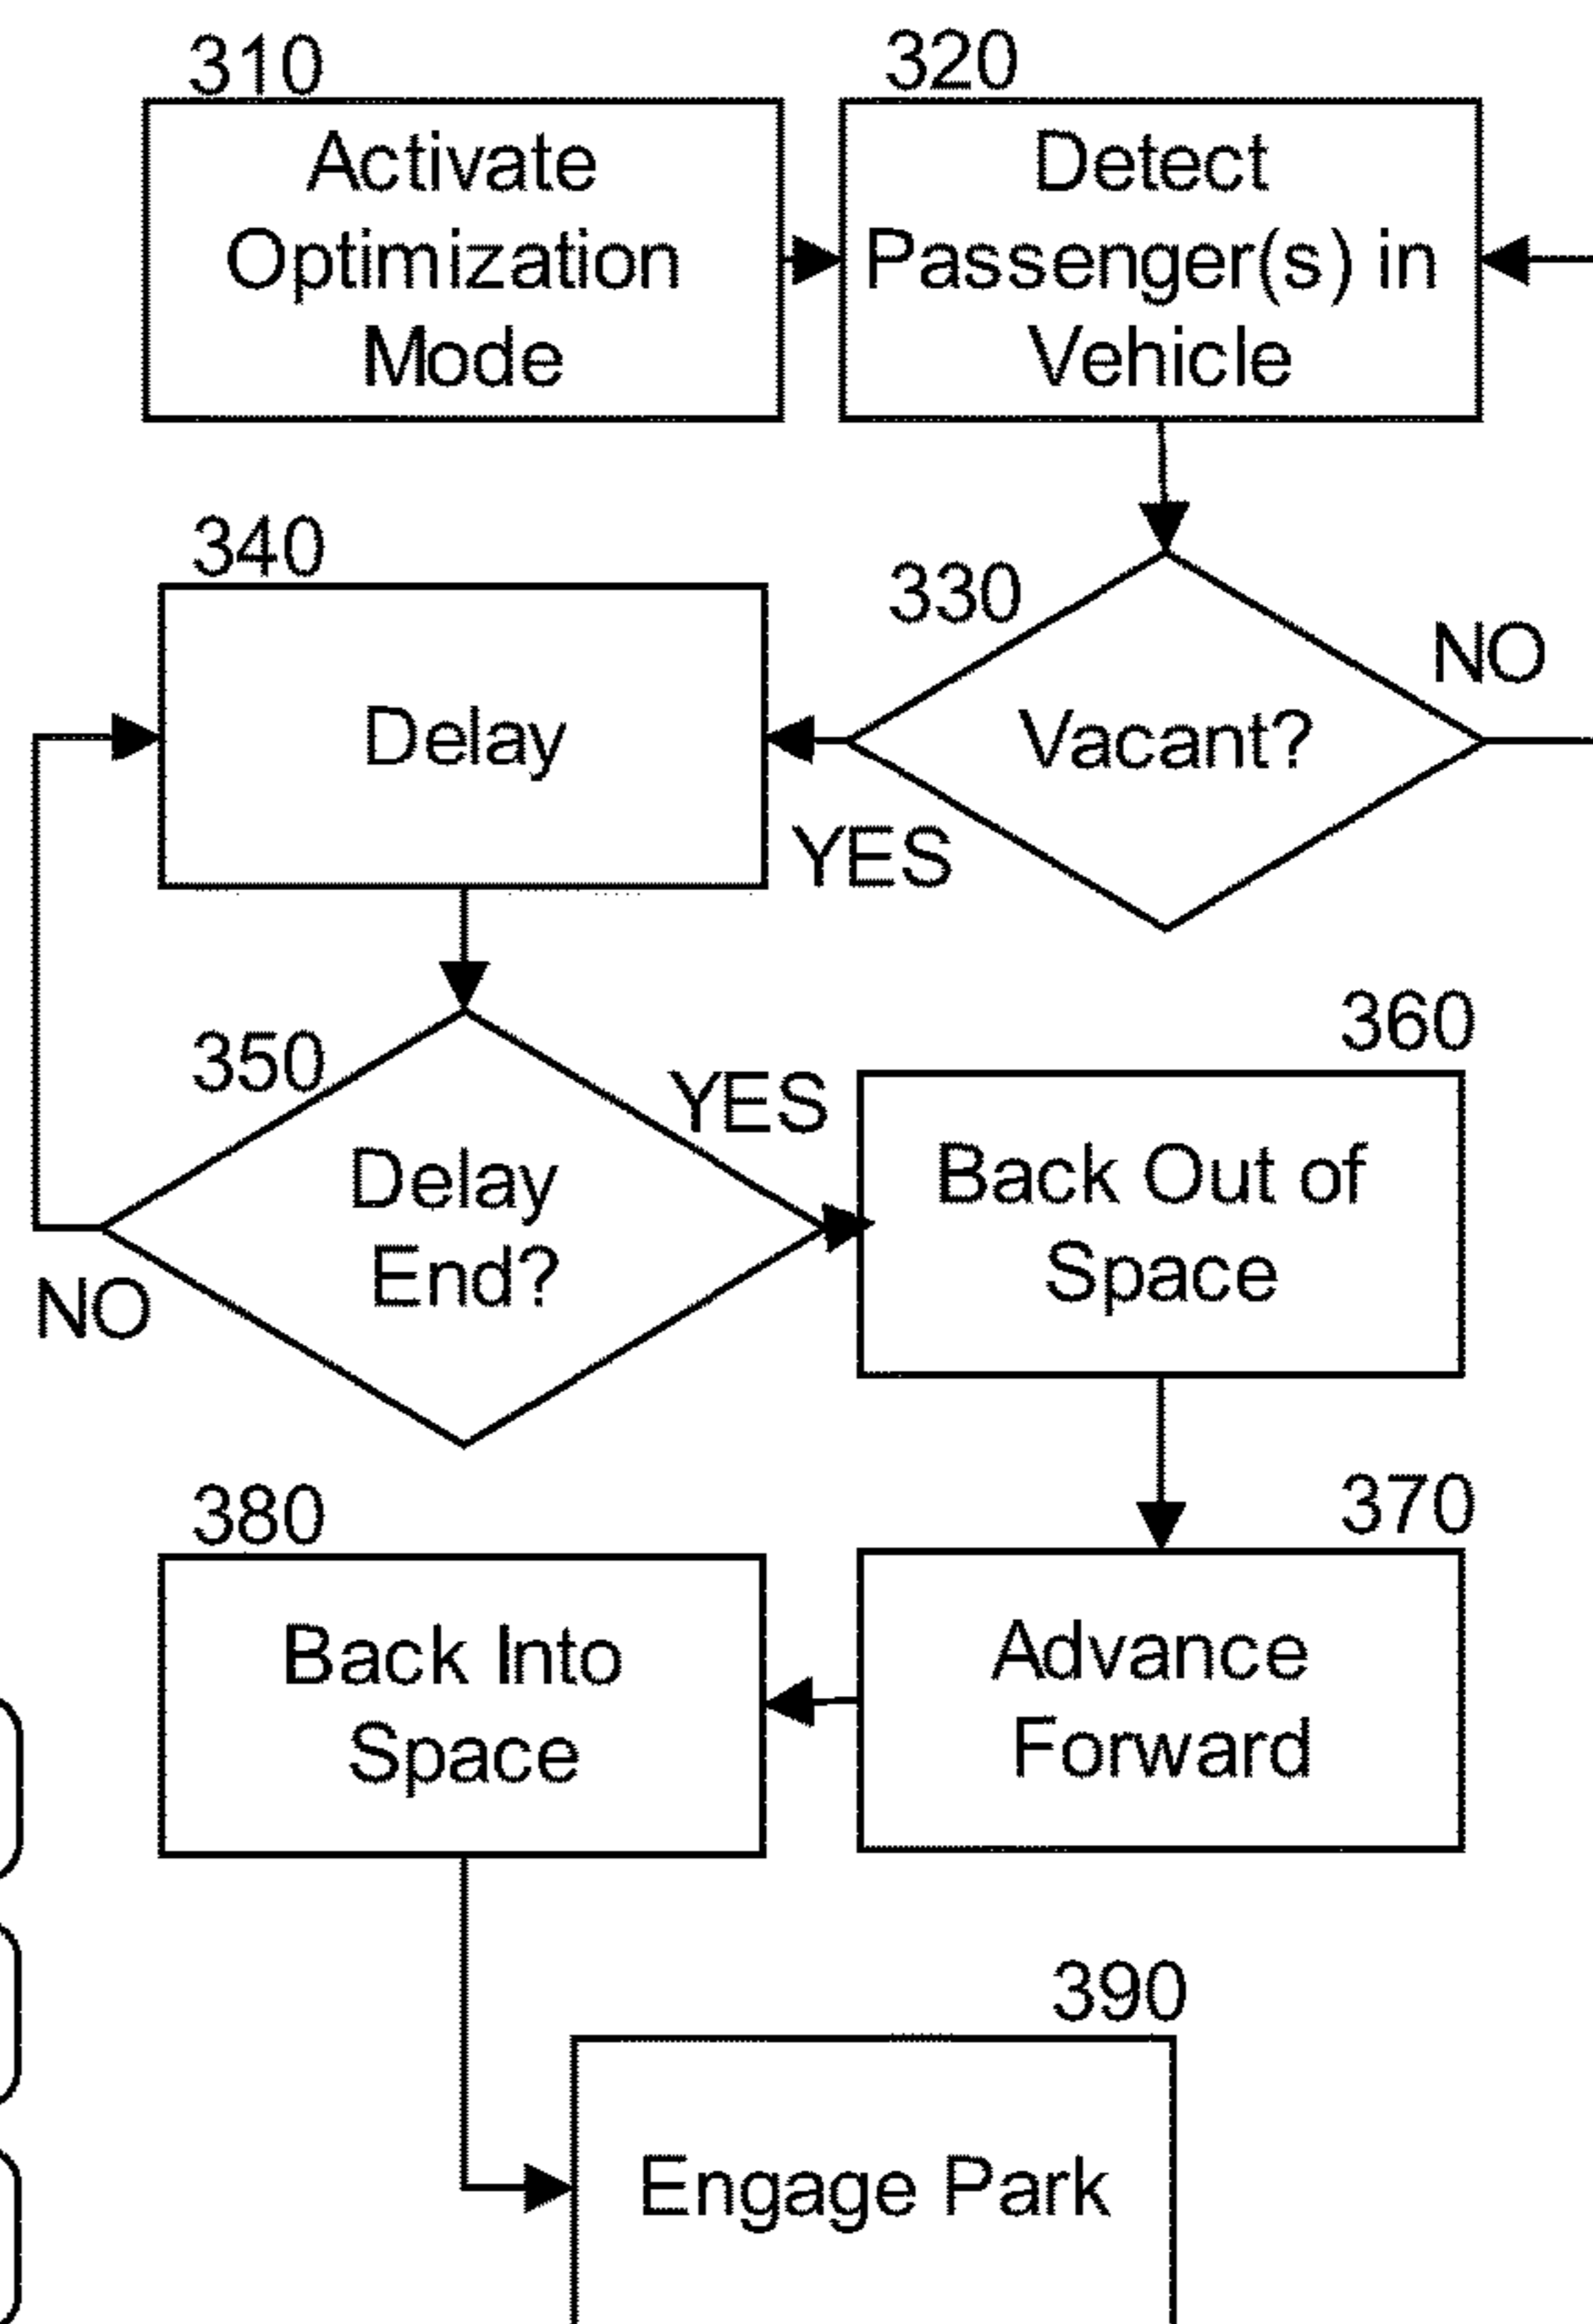 310
Activate
Optimization
Mode
320
Detect
Passenger(s) in
Vehicle
330
Vacant?
NO
YES
340
Delay
350
Delay
End?
YES
NO
360
Back Out of
Space
370
Advance
Forward
380
Back Into
Space
390
Engage Park